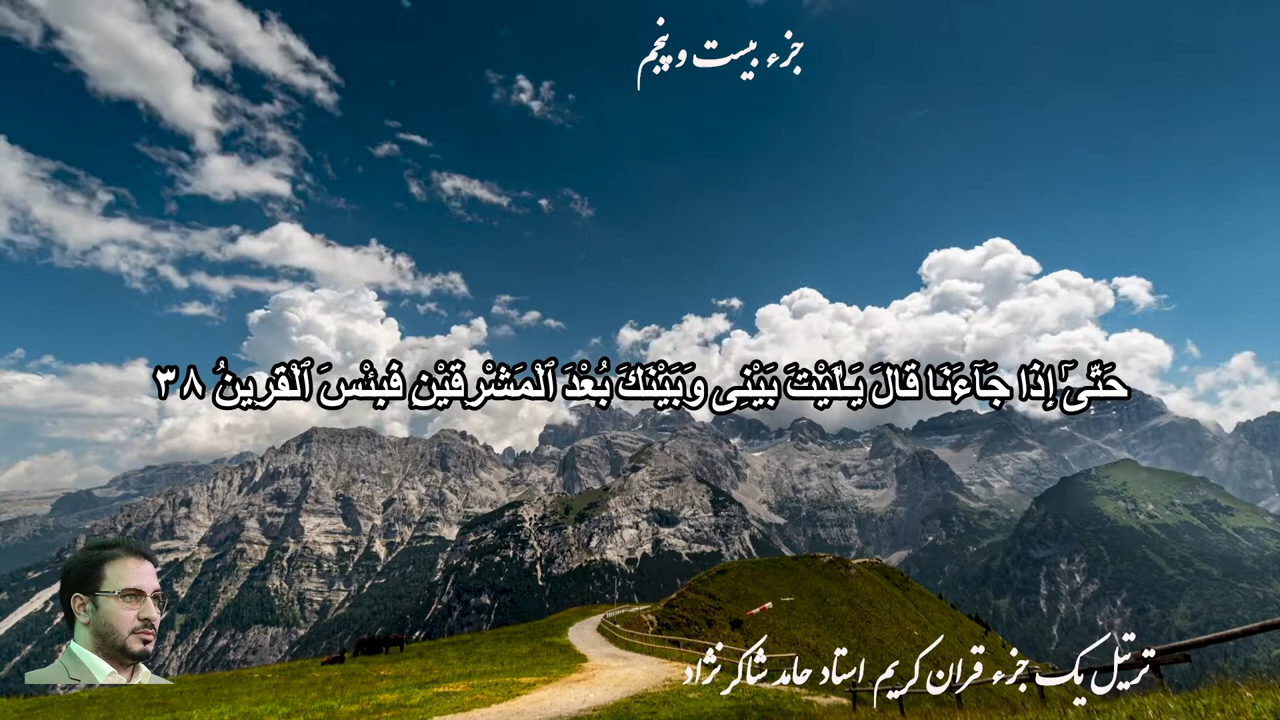 جزء بیست و پنجم
حَتَّىٰٓ إِذَا جَآءَنَا قَالَ يَـٰلَيْتَ بَيْنِى وَبَيْنَكَ بُعْدَ ٱلْمَشْرِقَيْنِ فَبِئْسَ ٱلْقَرِينُ ٣٨
ترتیل یک جزء قران کریم استاد حامد شاکرنژاد